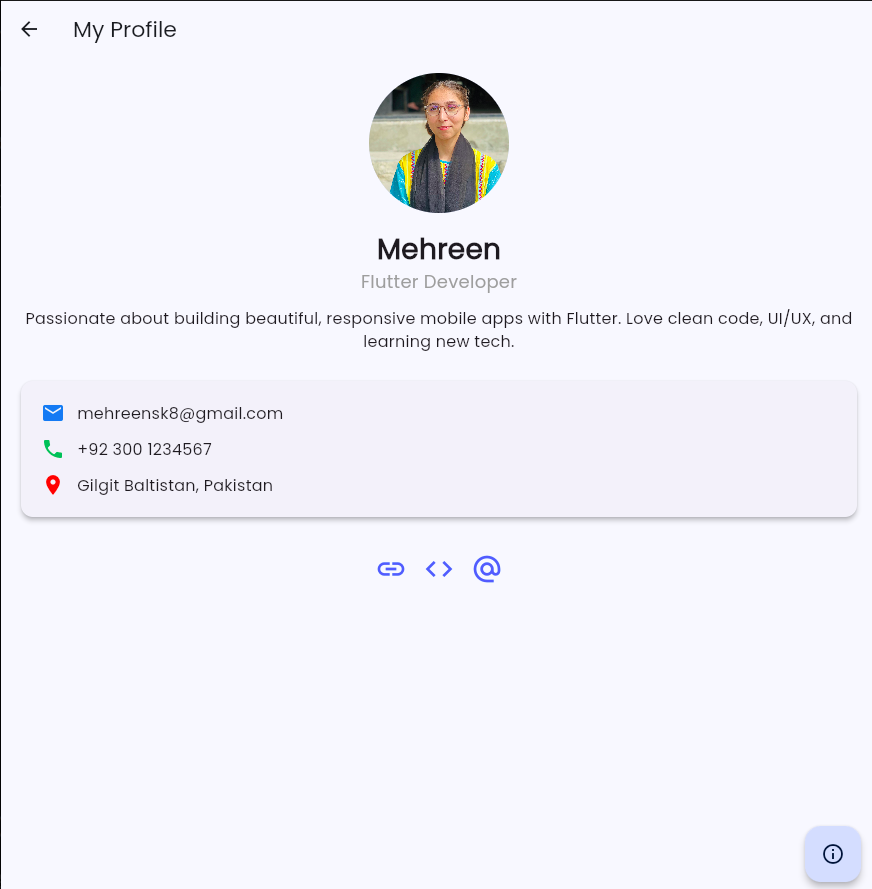 My Profile
Mehreen
Flutter Developer
Passionate about building beautiful, responsive mobile apps with Flutter. Love clean code, UI/UX, and
learning new tech.
mehreensk8@gmail.com
+92 300 1234567
Gilgit Baltistan, Pakistan